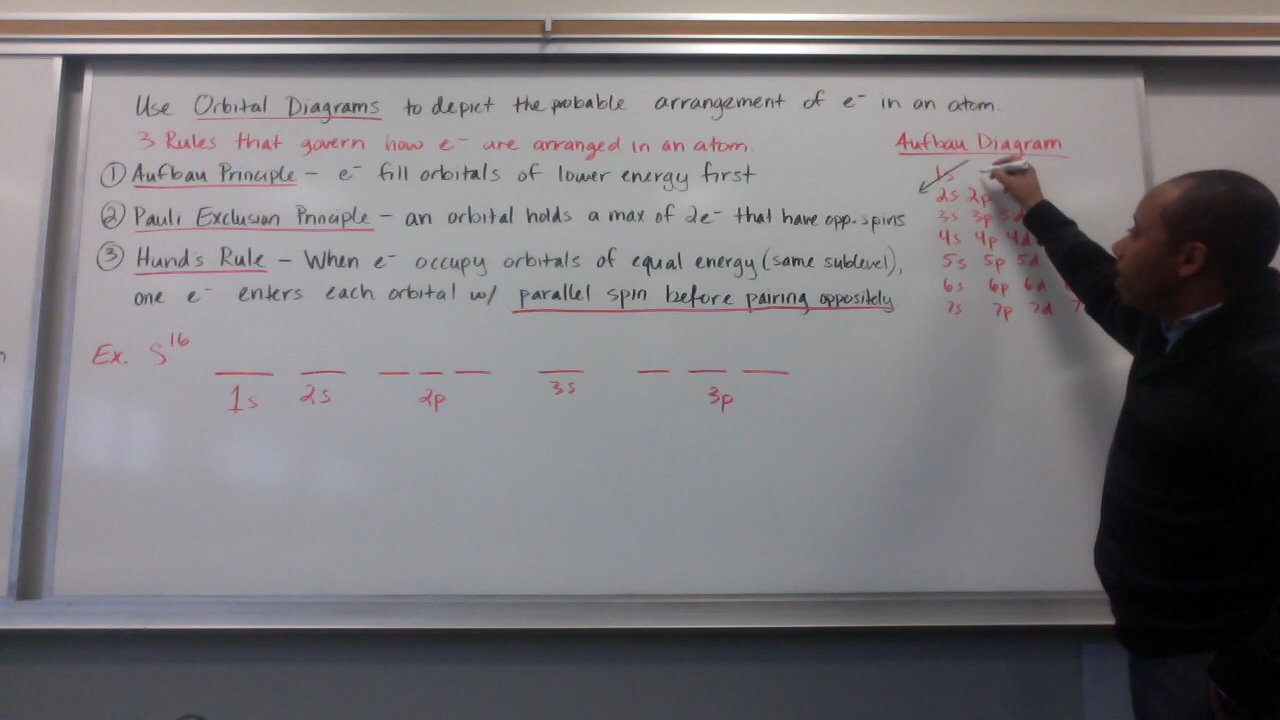 Use Orbital Diagrams to depict the probable arrangement of e⁻ in an atom.
3 Rules that govern how e⁻ are arranged in an atom.
① Aufbau Principle – e⁻ fill orbitals of lower energy first
② Pauli Exclusion Principle – an orbital holds a max of 2e⁻ that have opp. spins
③ Hund's Rule – When e⁻ occupy orbitals of equal energy (same sublevel),
one e⁻ enters each orbital w/ parallel spin before pairing oppositely
Ex. S¹⁶
1s 2s 2p 3s 3p
Aufbau Diagram
1s
2s 2p
3s 3p 3d
4s 4p 4d
5s 5p 5d
6s 6p 6d
7s 7p 7d